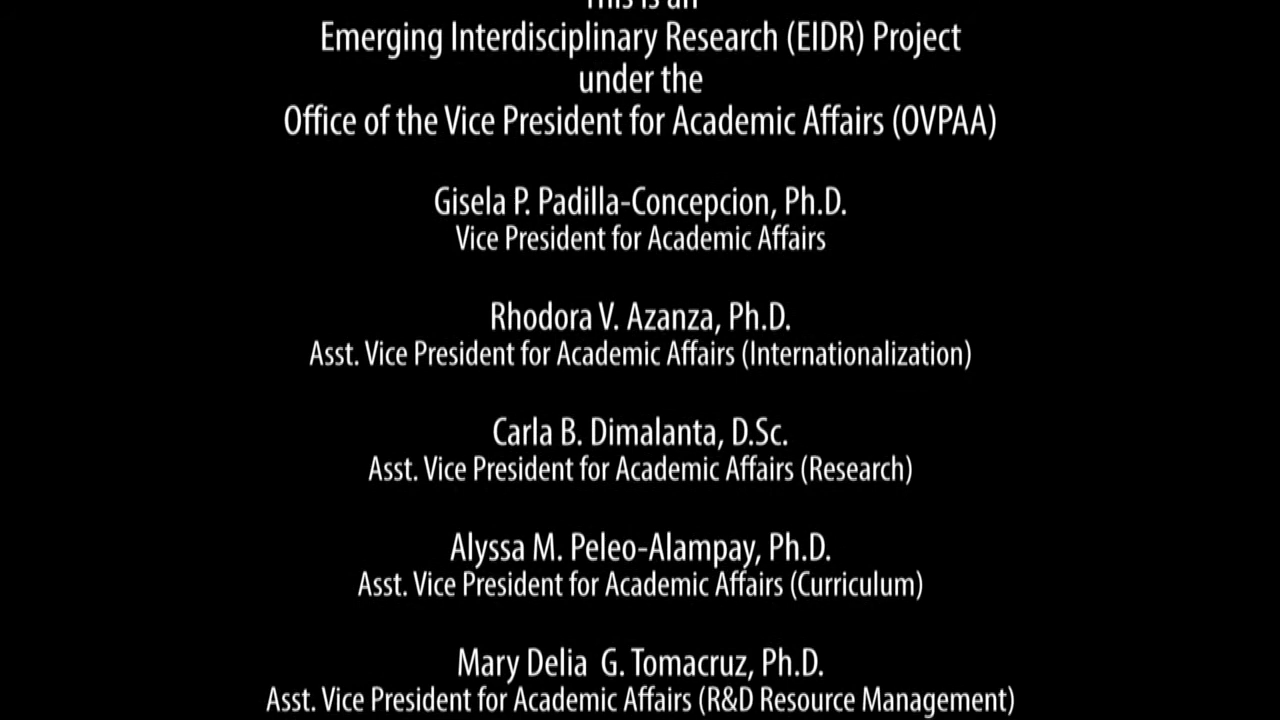 This is an
Emerging Interdisciplinary Research (EIDR) Project
under the
Office of the Vice President for Academic Affairs (OVPAA)
Gisela P. Padilla-Concepcion, Ph.D.
Vice President for Academic Affairs
Rhodora V. Azanza, Ph.D.
Asst. Vice President for Academic Affairs (Internationalization)
Carla B. Dimalanta, D.Sc.
Asst. Vice President for Academic Affairs (Research)
Alyssa M. Peleo-Alampay, Ph.D.
Asst. Vice President for Academic Affairs (Curriculum)
Mary Delia G. Tomacruz, Ph.D.
Asst. Vice President for Academic Affairs (R&D Resource Management)